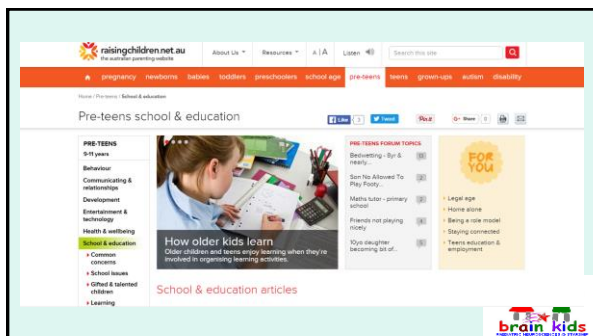 raisingchildren.net.au
the australian parenting website
About Us
Resources
A | A
Listen
Search this site
pregnancy newborns babies toddlers preschoolers school age pre-teens teens grown-ups autism disability
Home / Pre-teens / School & education
Pre-teens school & education
Like 3
Tweet
Pin it
G+ Share 0
PRE-TEENS
9-11 years
Behaviour
Communicating & relationships
Development
Entertainment & technology
Health & wellbeing
School & education
Common concerns
School issues
Gifted & talented children
Learning
How older kids learn
Older children and teens enjoy learning when they're
involved in organising learning activities.
School & education articles
PRE-TEENS FORUM TOPICS
Bedwetting - 8yr &
nearly...
Son No Allowed To
Play Footy...
Maths tutor - primary
school
Friends not playing
nicely
10yo daughter
becoming bit of...
FOR
YOU
Legal age
Home alone
Being a role model
Staying connected
Teens education &
employment
brain kids